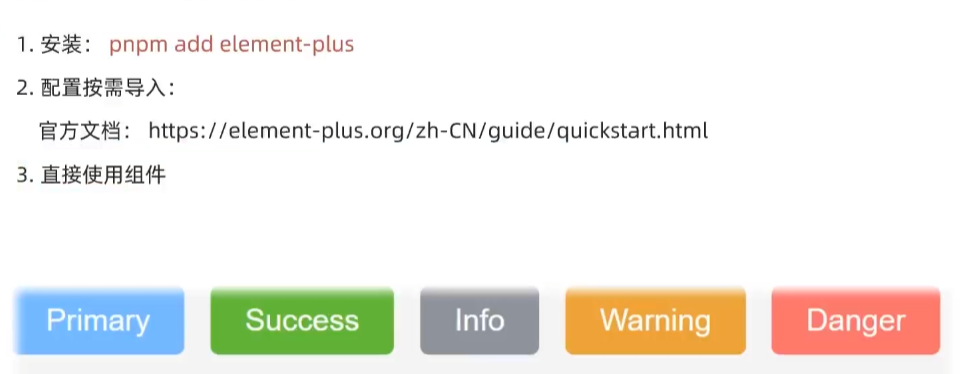 1. 安装： pnpm add element-plus
2. 配置按需导入：
官方文档： https://element-plus.org/zh-CN/guide/quickstart.html
3. 直接使用组件
Primary Success Info Warning Danger